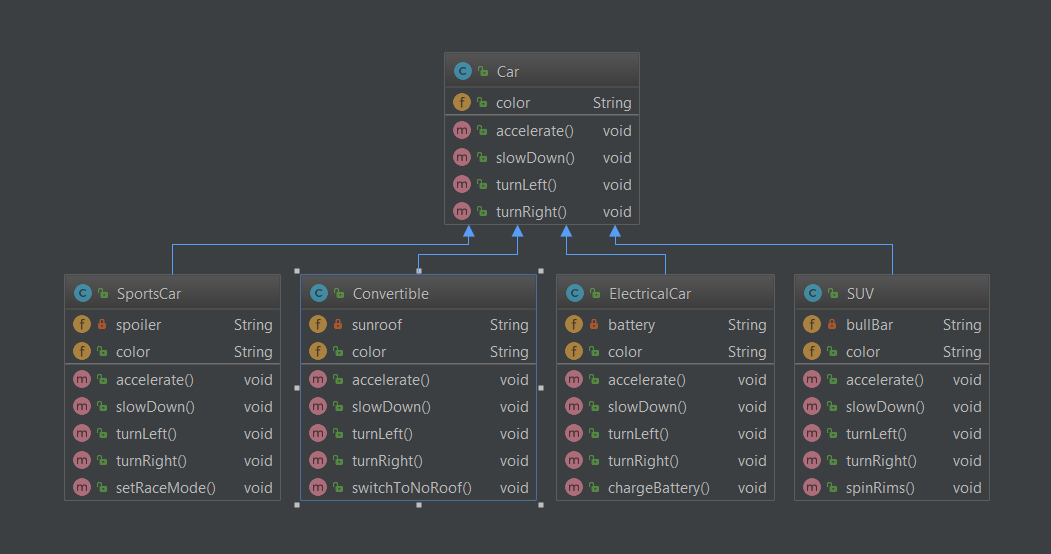 C Car
f color String
m accelerate() void
m slowDown() void
m turnLeft() void
m turnRight() void
C SportsCar
f spoiler String
f color String
m accelerate() void
m slowDown() void
m turnLeft() void
m turnRight() void
m setRaceMode() void
C Convertible
f sunroof String
f color String
m accelerate() void
m slowDown() void
m turnLeft() void
m turnRight() void
m switchToNoRoof() void
C ElectricalCar
f battery String
f color String
m accelerate() void
m slowDown() void
m turnLeft() void
m turnRight() void
m chargeBattery() void
C SUV
f bullBar String
f color String
m accelerate() void
m slowDown() void
m turnLeft() void
m turnRight() void
m spinRims() void